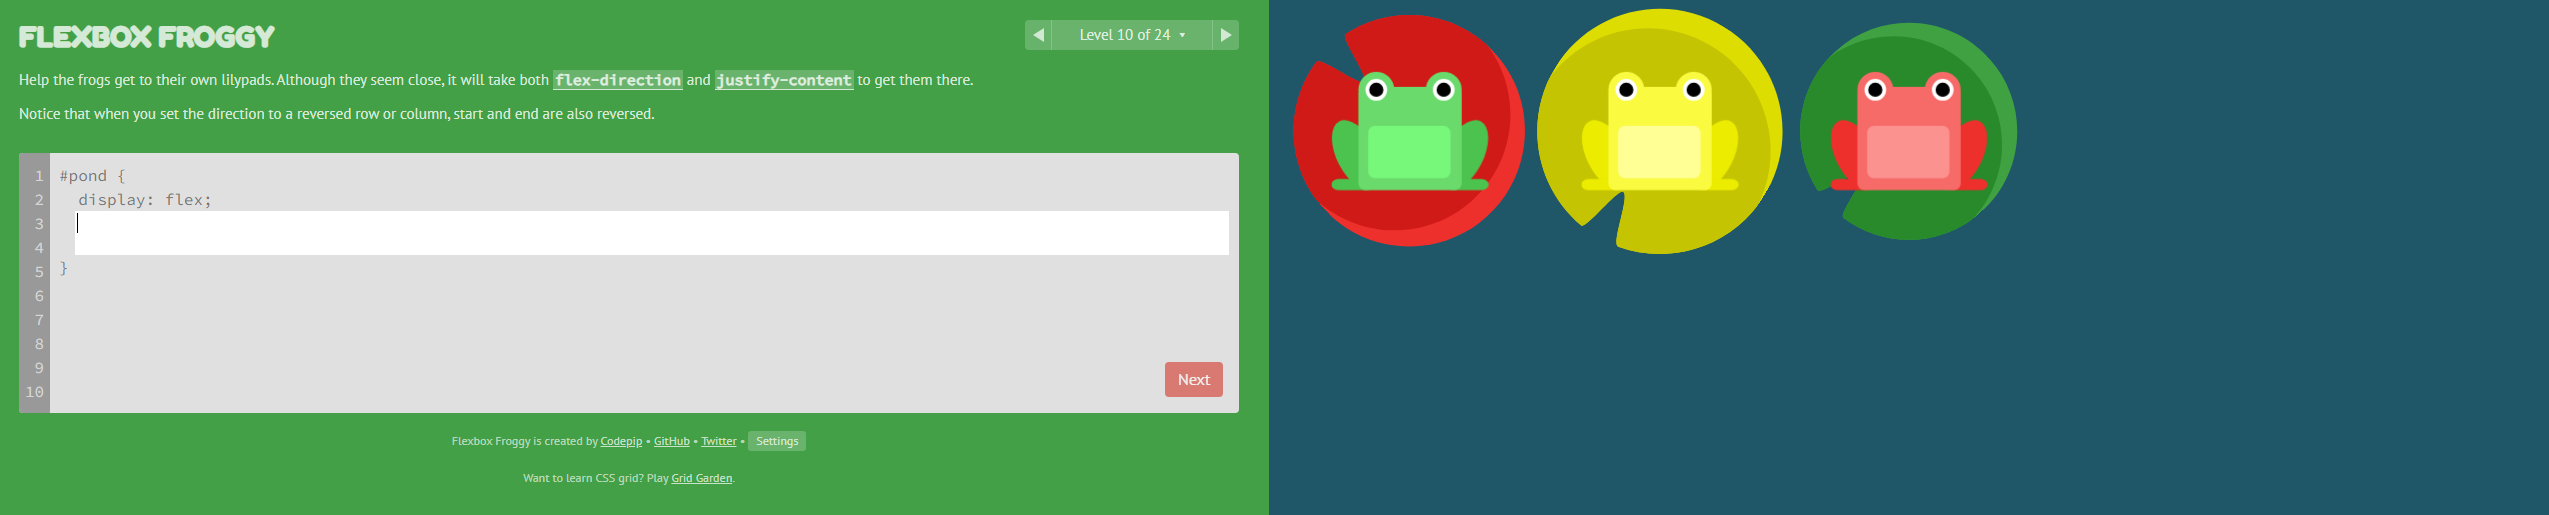 FLEXBOX FROGGY
Level 10 of 24
Help the frogs get to their own lilypads. Although they seem close, it will take both flex-direction and justify-content to get them there.
Notice that when you set the direction to a reversed row or column, start and end are also reversed.
1 #pond {
2 display: flex;
3
4
5 }
6
7
8
9
10
Next
Flexbox Froggy is created by Codepip • GitHub • Twitter • Settings
Want to learn CSS grid? Play Grid Garden.